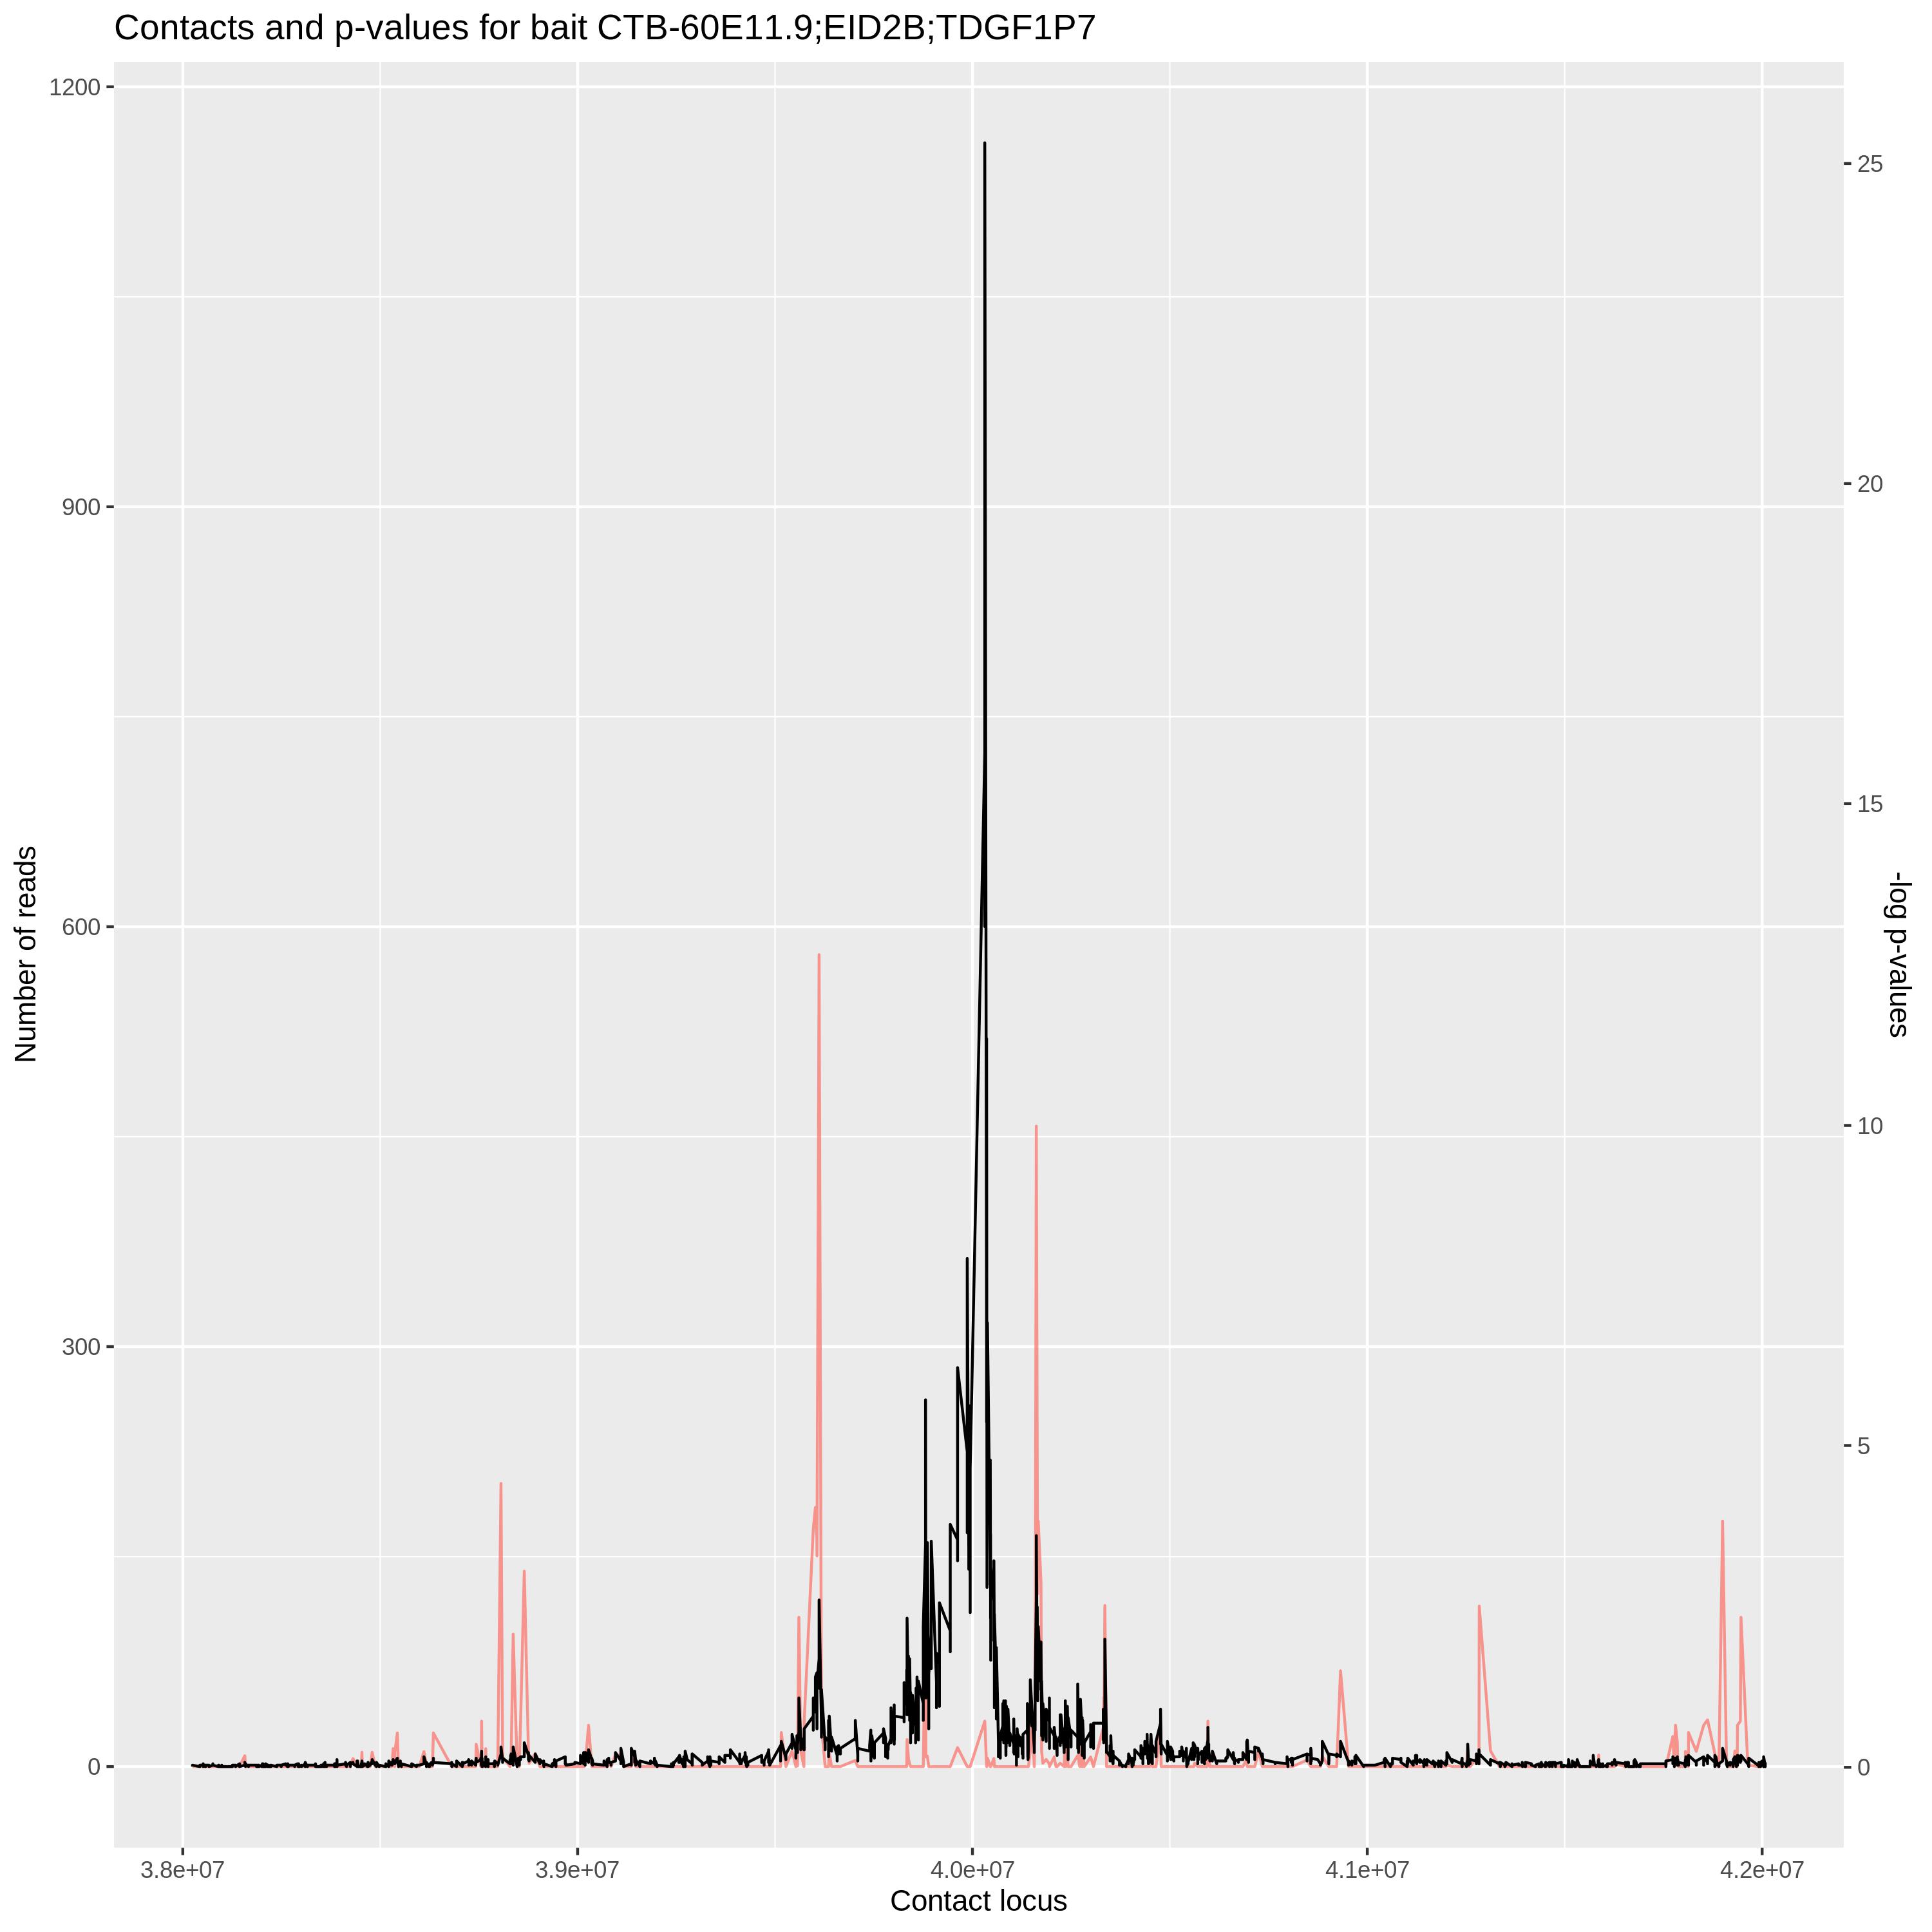 Contacts and p-values for bait CTB-60E11.9;EID2B;TDGF1P7
1200
900
600
300
0
Number of reads
25
20
15
10
5
0
-log p-values
3.8e+07
3.9e+07
4.0e+07
4.1e+07
4.2e+07
Contact locus